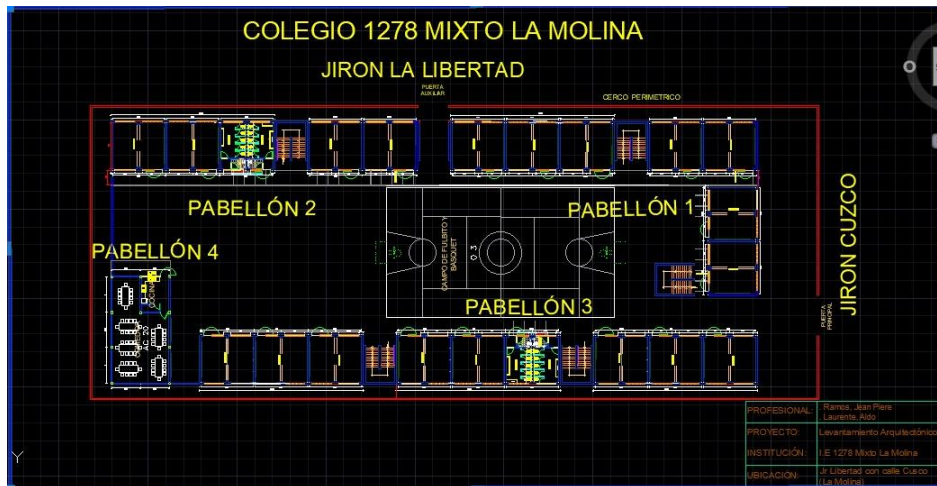 COLEGIO 1278 MIXTO LA MOLINA
JIRON LA LIBERTAD
PUERTA
AUXILIAR
CERCO PERIMETRICO
PABELLÓN 2
PABELLÓN 1
JIRON CUZCO
PABELLÓN 4
CAMPO DE FULBITO Y
BASQUET
COCINA
PABELLÓN 3
PUERTA
PRINCIPAL
PROFESIONAL: Ramos, Jean Piere
Laurente, Aldo
PROYECTO: Levantamiento Arquitectónico
INSTITUCIÓN: I.E 1278 Mixto La Molina
UBICACIÓN: Jr Libertad con calle Cusco
(La Molina)
Y